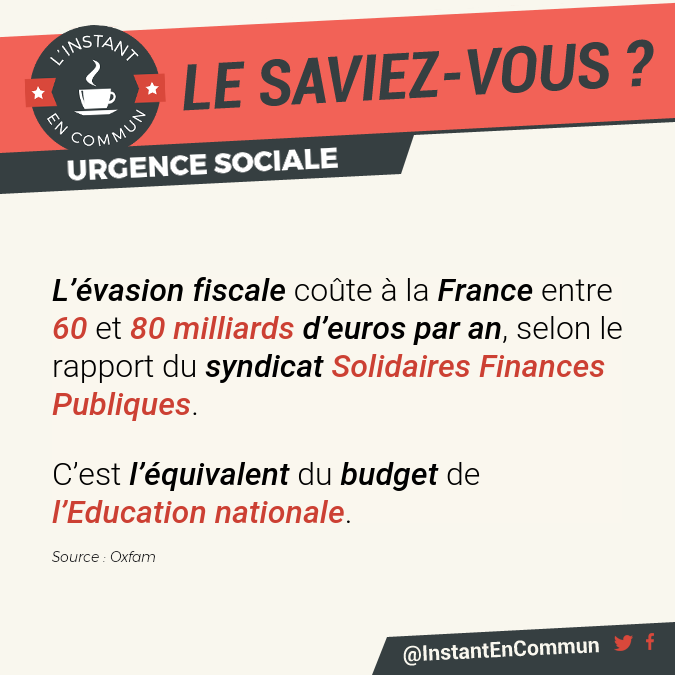 L'INSTANT
EN COMMUN
LE SAVIEZ-VOUS ?
URGENCE SOCIALE
L'évasion fiscale coûte à la France entre
60 et 80 milliards d'euros par an, selon le
rapport du syndicat Solidaires Finances
Publiques.
C'est l'équivalent du budget de
l'Education nationale.
Source : Oxfam
@InstantEnCommun